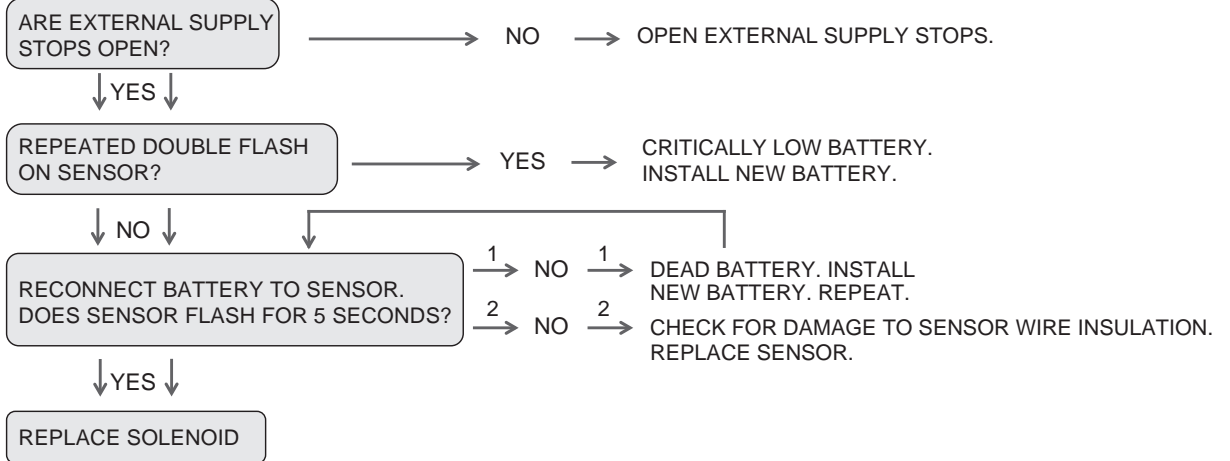 ARE EXTERNAL SUPPLY
STOPS OPEN?
NO
OPEN EXTERNAL SUPPLY STOPS.
YES
REPEATED DOUBLE FLASH
ON SENSOR?
YES
CRITICALLY LOW BATTERY.
INSTALL NEW BATTERY.
NO
RECONNECT BATTERY TO SENSOR.
DOES SENSOR FLASH FOR 5 SECONDS?
1 NO 1
DEAD BATTERY. INSTALL
NEW BATTERY. REPEAT.
2 NO 2
CHECK FOR DAMAGE TO SENSOR WIRE INSULATION.
REPLACE SENSOR.
YES
REPLACE SOLENOID